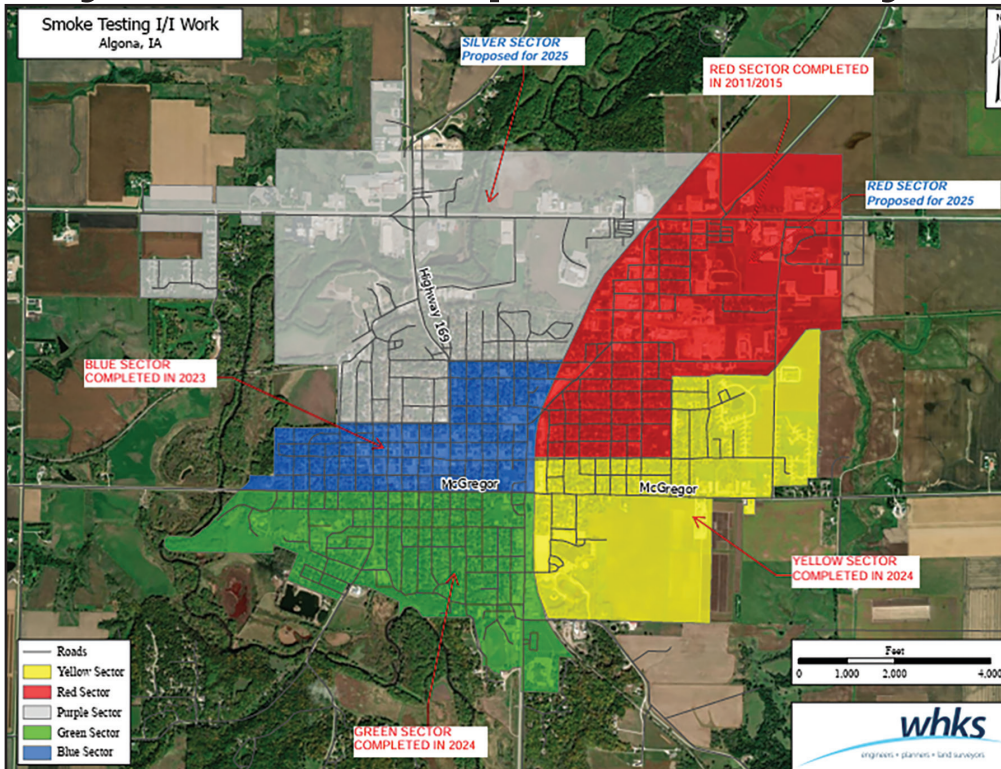 Smoke Testing I/I Work
Algona, IA
SILVER SECTOR
Proposed for 2025
RED SECTOR COMPLETED
IN 2011/2015
RED SECTOR
Proposed for 2025
Highway 169
BLUE SECTOR
COMPLETED IN 2023
McGregor
McGregor
YELLOW SECTOR
COMPLETED IN 2024
GREEN SECTOR
COMPLETED IN 2024
Roads
Yellow Sector
Red Sector
Purple Sector
Green Sector
Blue Sector
Feet
0 1,000 2,000 4,000
whks
engineers + planners + land surveyors